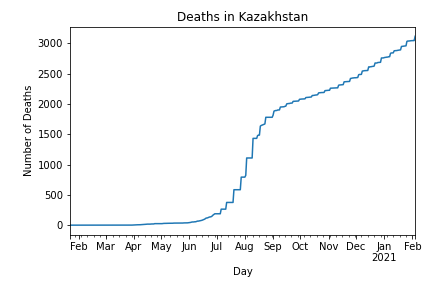 Deaths in Kazakhstan
3000
2500
2000
1500
1000
500
0
Number of Deaths
Feb Mar Apr May Jun Jul Aug Sep Oct Nov Dec Jan Feb
2021
Day